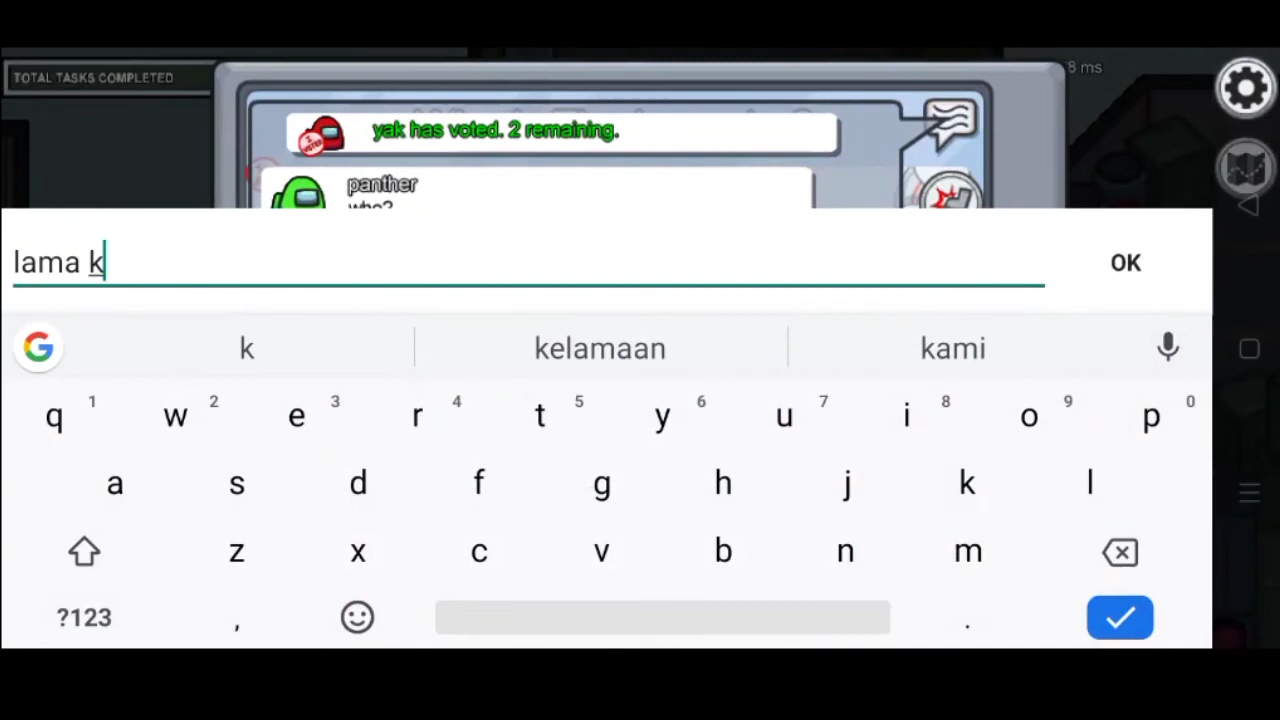 TOTAL TASKS COMPLETED
8 ms
yak has voted. 2 remaining.
panther
who?
lama k
OK
k kelamaan kami
q 1 w 2 e 3 r 4 t 5 y 6 u 7 i 8 o 9 p 0
a s d f g h j k l
z x c v b n m
?123 , .